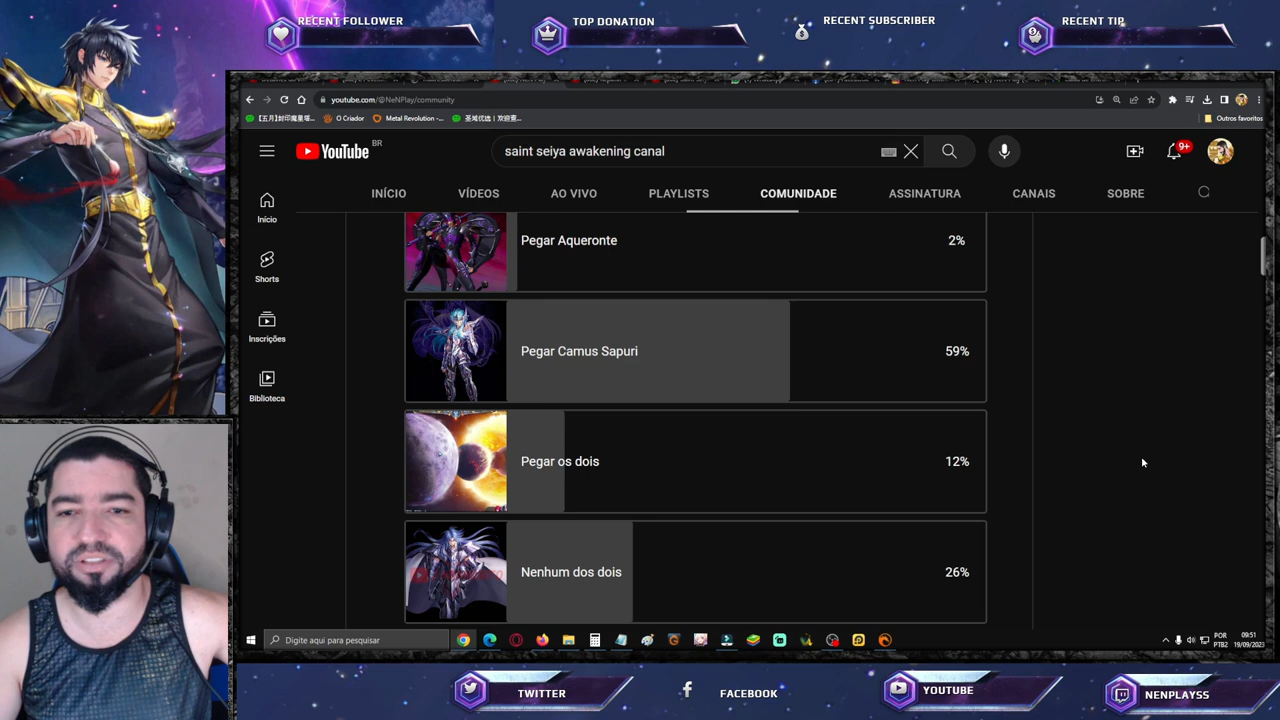 RECENT FOLLOWER
TOP DONATION
RECENT SUBSCRIBER
RECENT TIP
youtube.com/@NeNPlay/community
O Criador
Metal Revolution -...
Outros favoritos
YouTube BR
saint seiya awakening canal
9+
INÍCIO VÍDEOS AO VIVO PLAYLISTS COMUNIDADE ASSINATURA CANAIS SOBRE
Início
Shorts
Inscrições
Biblioteca
Pegar Aqueronte 2%
Pegar Camus Sapuri 59%
Pegar os dois 12%
Nenhum dos dois 26%
Digite aqui para pesquisar
POR
PTB2
09:51
19/09/2023
TWITTER
FACEBOOK
YOUTUBE
NENPLAYSS